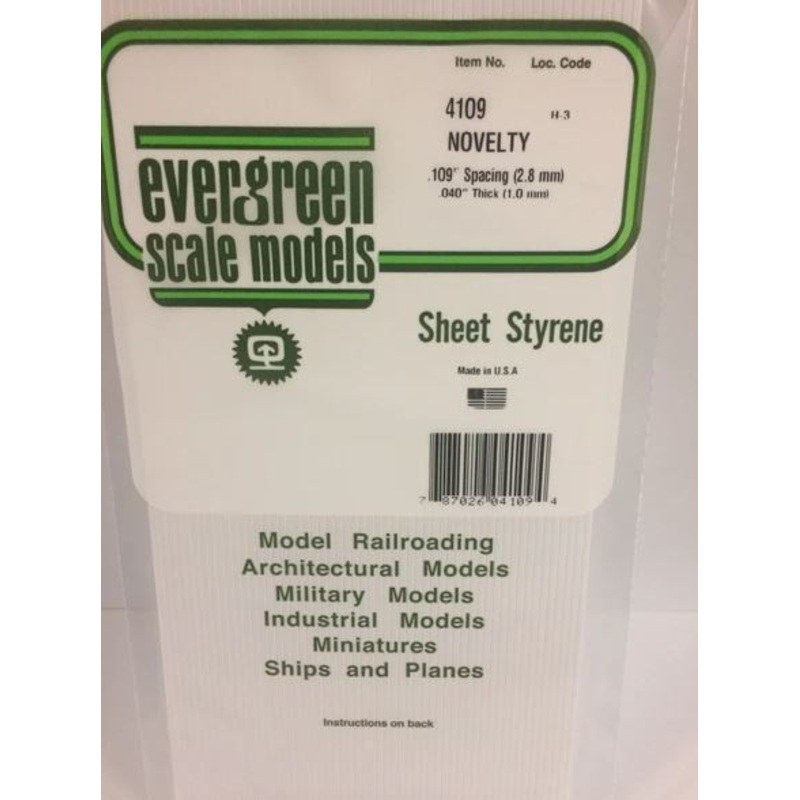 Item No. Loc. Code
4109 H-3
NOVELTY
.109" Spacing (2.8 mm)
.040" Thick (1.0 mm)
evergreen
scale models
Sheet Styrene
Made in U.S.A
7 87026 04109 4
Model Railroading
Architectural Models
Military Models
Industrial Models
Miniatures
Ships and Planes
Instructions on back